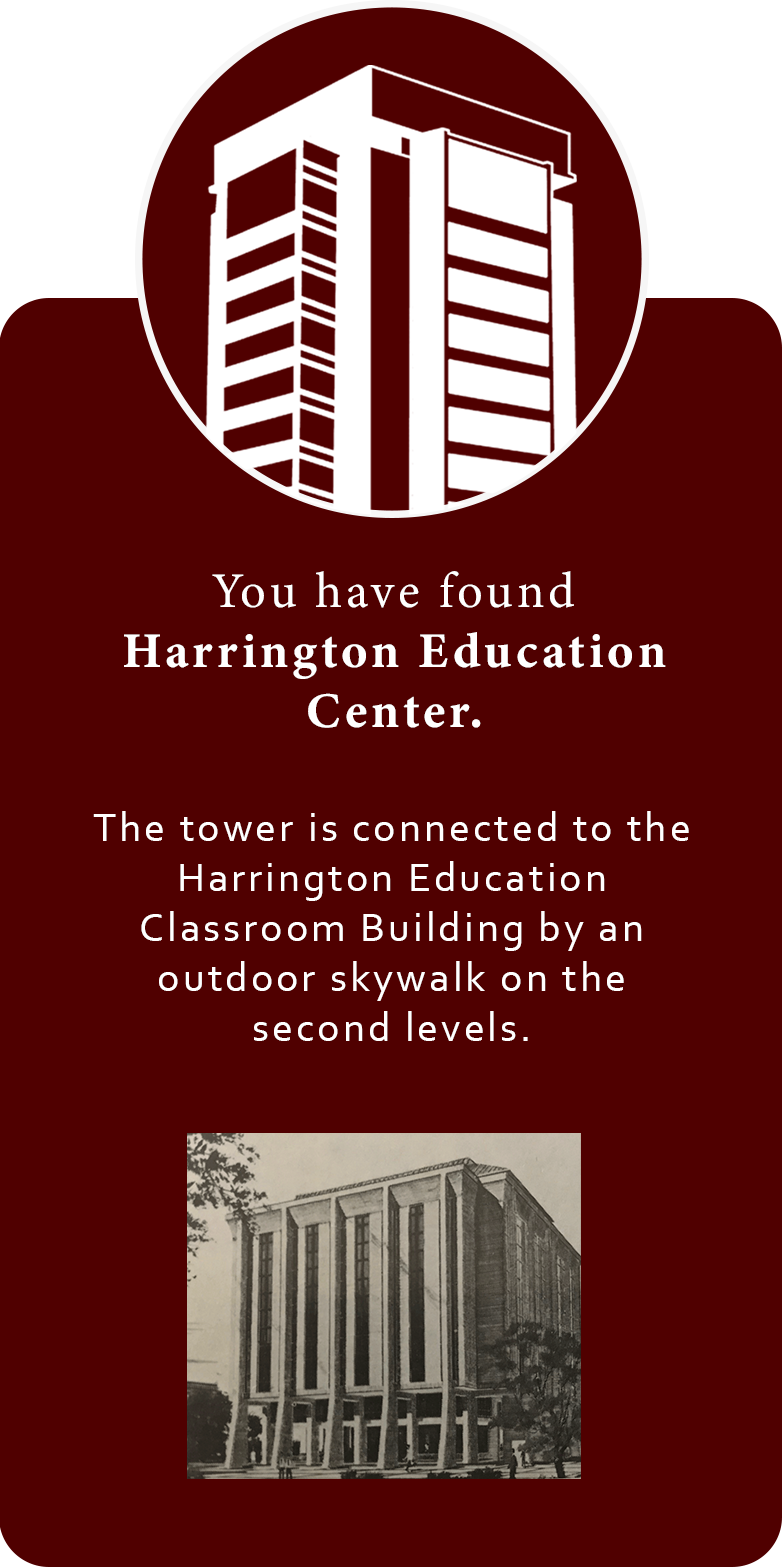 You have found
Harrington Education
Center.
The tower is connected to the
Harrington Education
Classroom Building by an
outdoor skywalk on the
second levels.